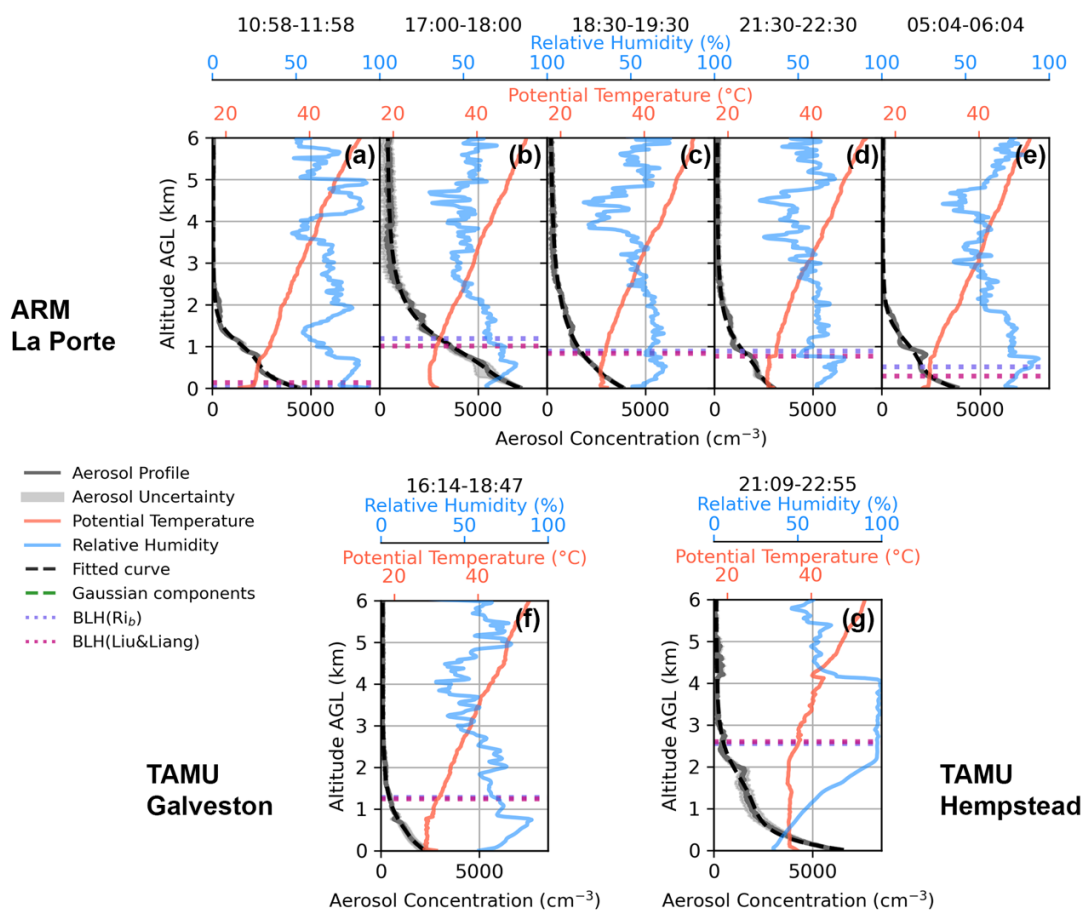 10:58-11:58 17:00-18:00 18:30-19:30 21:30-22:30 05:04-06:04
Relative Humidity (%)
0 50 100 50 100 50 100 50 100 50 100
Potential Temperature (°C)
20 40 20 40 20 40 20 40 20 40
(a) (b) (c) (d) (e)
6
5
4
3
2
1
0
Altitude AGL (km)
ARM
La Porte
0 5000 0 5000 0 5000 0 5000 0 5000
Aerosol Concentration (cm⁻³)
Aerosol Profile
Aerosol Uncertainty
Potential Temperature
Relative Humidity
Fitted curve
Gaussian components
BLH(Ri_b)
BLH(Liu&Liang)
16:14-18:47
Relative Humidity (%)
0 50 100
Potential Temperature (°C)
20 40
(f)
6
5
4
3
2
1
0
Altitude AGL (km)
TAMU
Galveston
0 5000
Aerosol Concentration (cm⁻³)
21:09-22:55
Relative Humidity (%)
0 50 100
Potential Temperature (°C)
20 40
(g)
6
5
4
3
2
1
0
Altitude AGL (km)
TAMU
Hempstead
0 5000
Aerosol Concentration (cm⁻³)